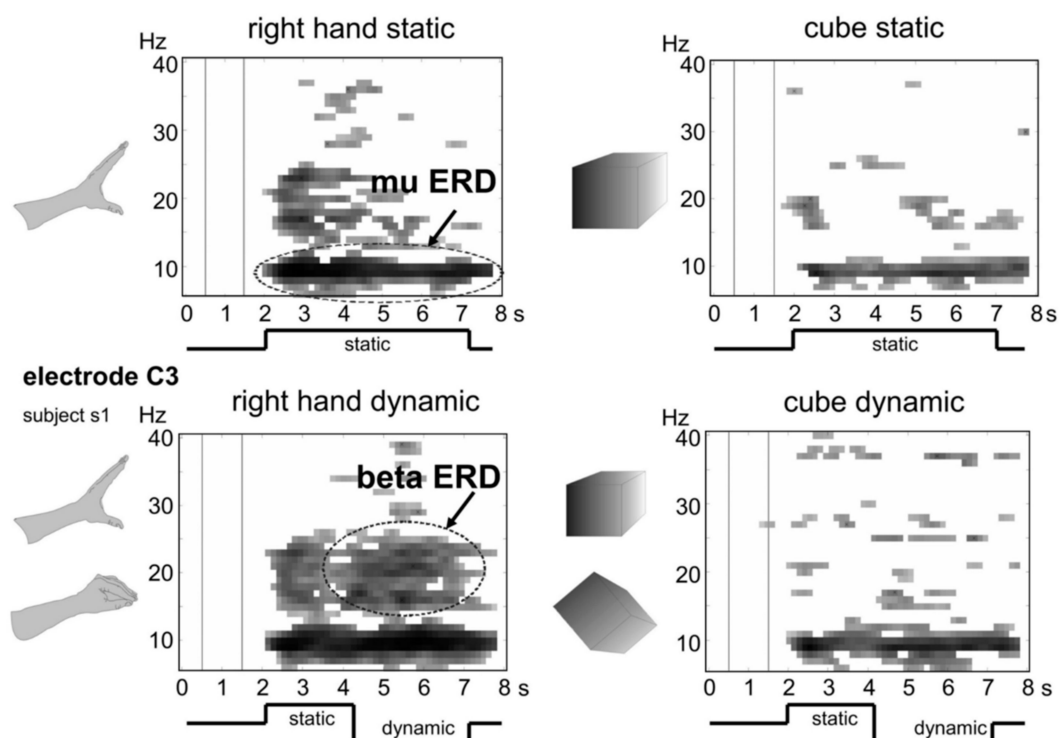 right hand static
cube static
Hz
40
30
20
10
mu ERD
0 1 2 3 4 5 6 7 8 s
static
40
30
20
10
0 1 2 3 4 5 6 7 8 s
static
electrode C3
subject s1
right hand dynamic
cube dynamic
Hz
40
30
20
10
beta ERD
0 1 2 3 4 5 6 7 8 s
static
dynamic
Hz
40
30
20
10
0 1 2 3 4 5 6 7 8 s
static
dynamic